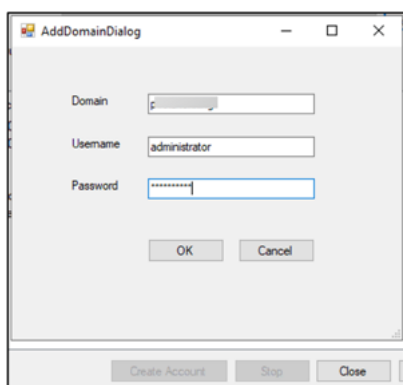 AddDomainDialog
Domain
Username administrator
Password **********
OK Cancel
Create Account Stop Close